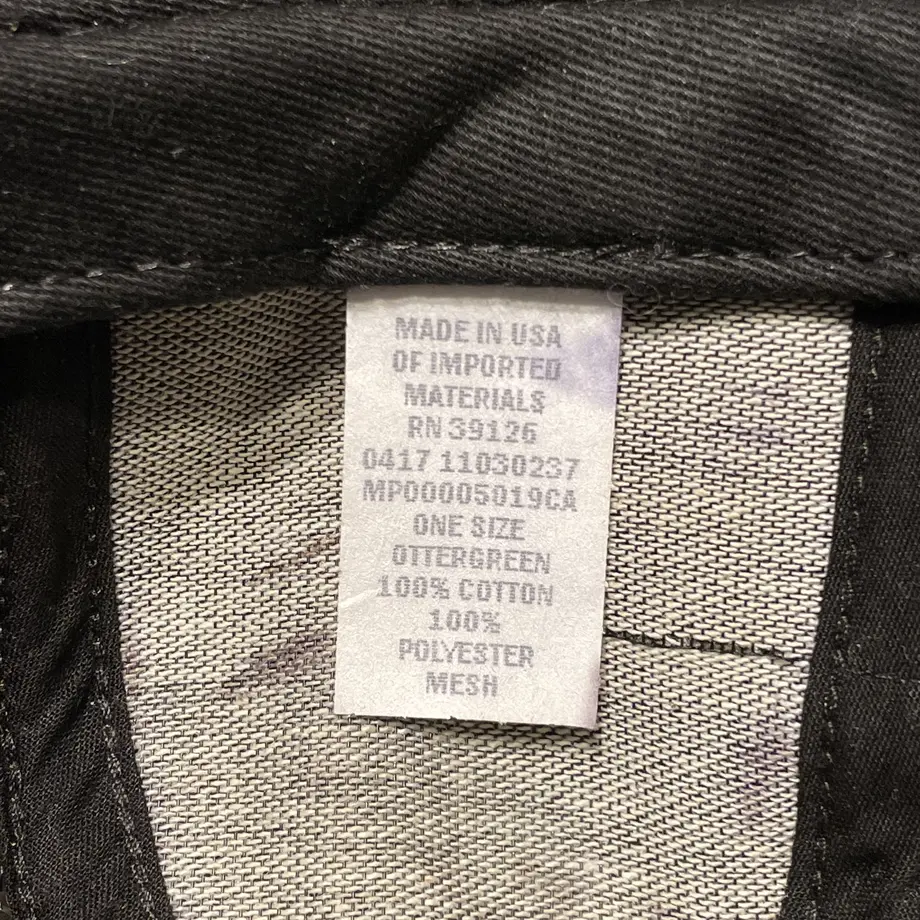 MADE IN USA
OF IMPORTED
MATERIALS
RN 39126
0417 11030237
MP00005019CA
ONE SIZE
OTTERGREEN
100% COTTON
100%
POLYESTER
MESH